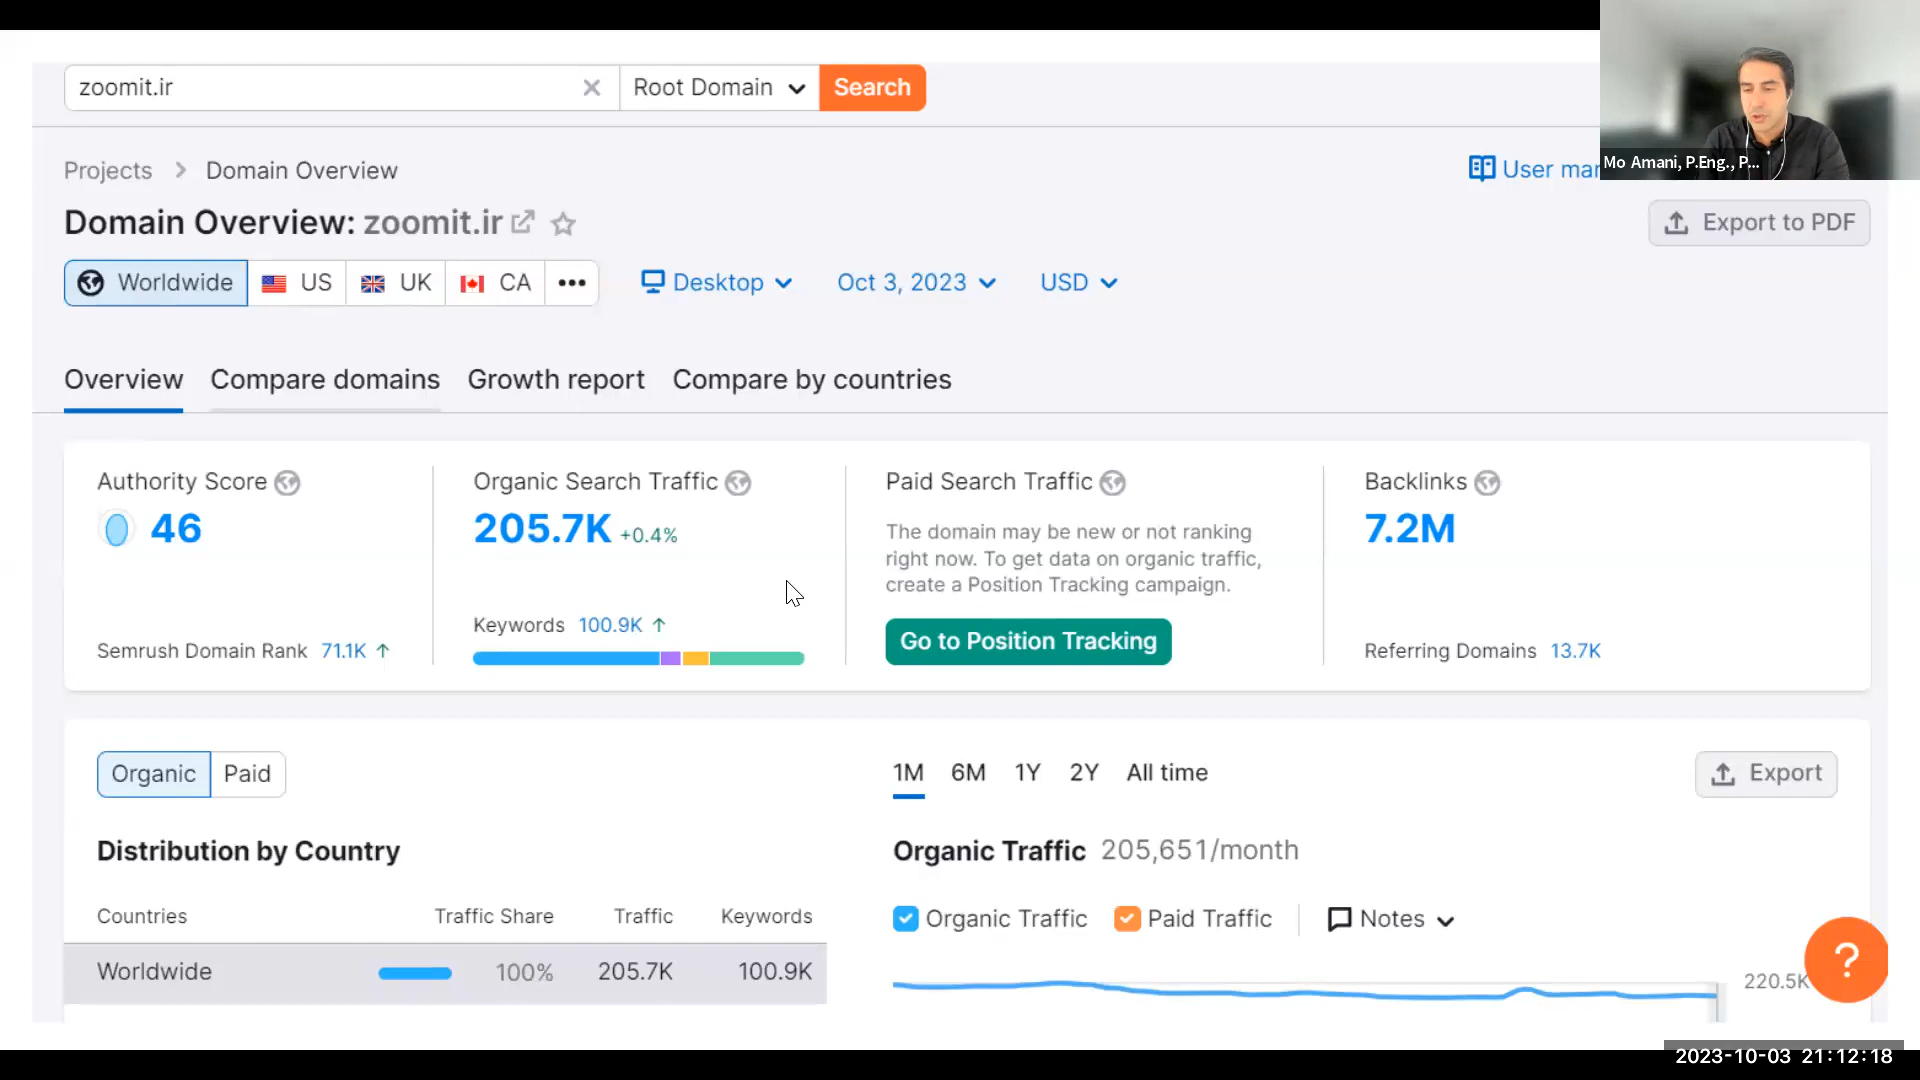 zoomit.ir
Root Domain
Search
Mo Amani, P.Eng., P...
Projects
Domain Overview
User mar
Domain Overview: zoomit.ir
Export to PDF
Worldwide
US
UK
CA
Desktop
Oct 3, 2023
USD
Overview
Compare domains
Growth report
Compare by countries
Authority Score
46
Semrush Domain Rank 71.1K ↑
Organic Search Traffic
205.7K +0.4%
Keywords 100.9K ↑
Paid Search Traffic
The domain may be new or not ranking
right now. To get data on organic traffic,
create a Position Tracking campaign.
Go to Position Tracking
Backlinks
7.2M
Referring Domains 13.7K
Organic
Paid
Distribution by Country
Countries Traffic Share Traffic Keywords
Worldwide 100% 205.7K 100.9K
1M 6M 1Y 2Y All time
Export
Organic Traffic 205,651/month
Organic Traffic
Paid Traffic
Notes
220.5K
?
2023-10-03 21:12:18